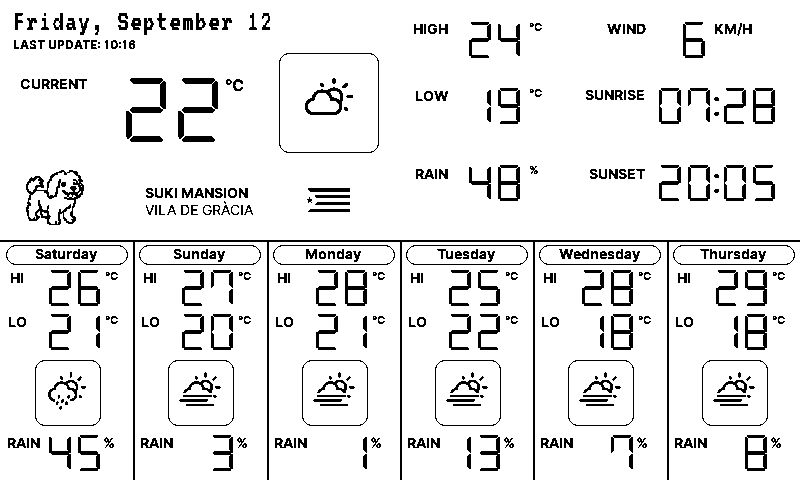 Friday, September 12
LAST UPDATE: 10:16
CURRENT 22 °C
SUKI MANSION
VILA DE GRÀCIA
HIGH 24 °C
WIND 6 KM/H
LOW 19 °C
SUNRISE 07:28
RAIN 48 %
SUNSET 20:05
Saturday
HI 26 °C
LO 21 °C
RAIN 45 %
Sunday
HI 27 °C
LO 20 °C
RAIN 3 %
Monday
HI 28 °C
LO 21 °C
RAIN 1 %
Tuesday
HI 25 °C
LO 22 °C
RAIN 13 %
Wednesday
HI 28 °C
LO 18 °C
RAIN 7 %
Thursday
HI 29 °C
LO 18 °C
RAIN 8 %